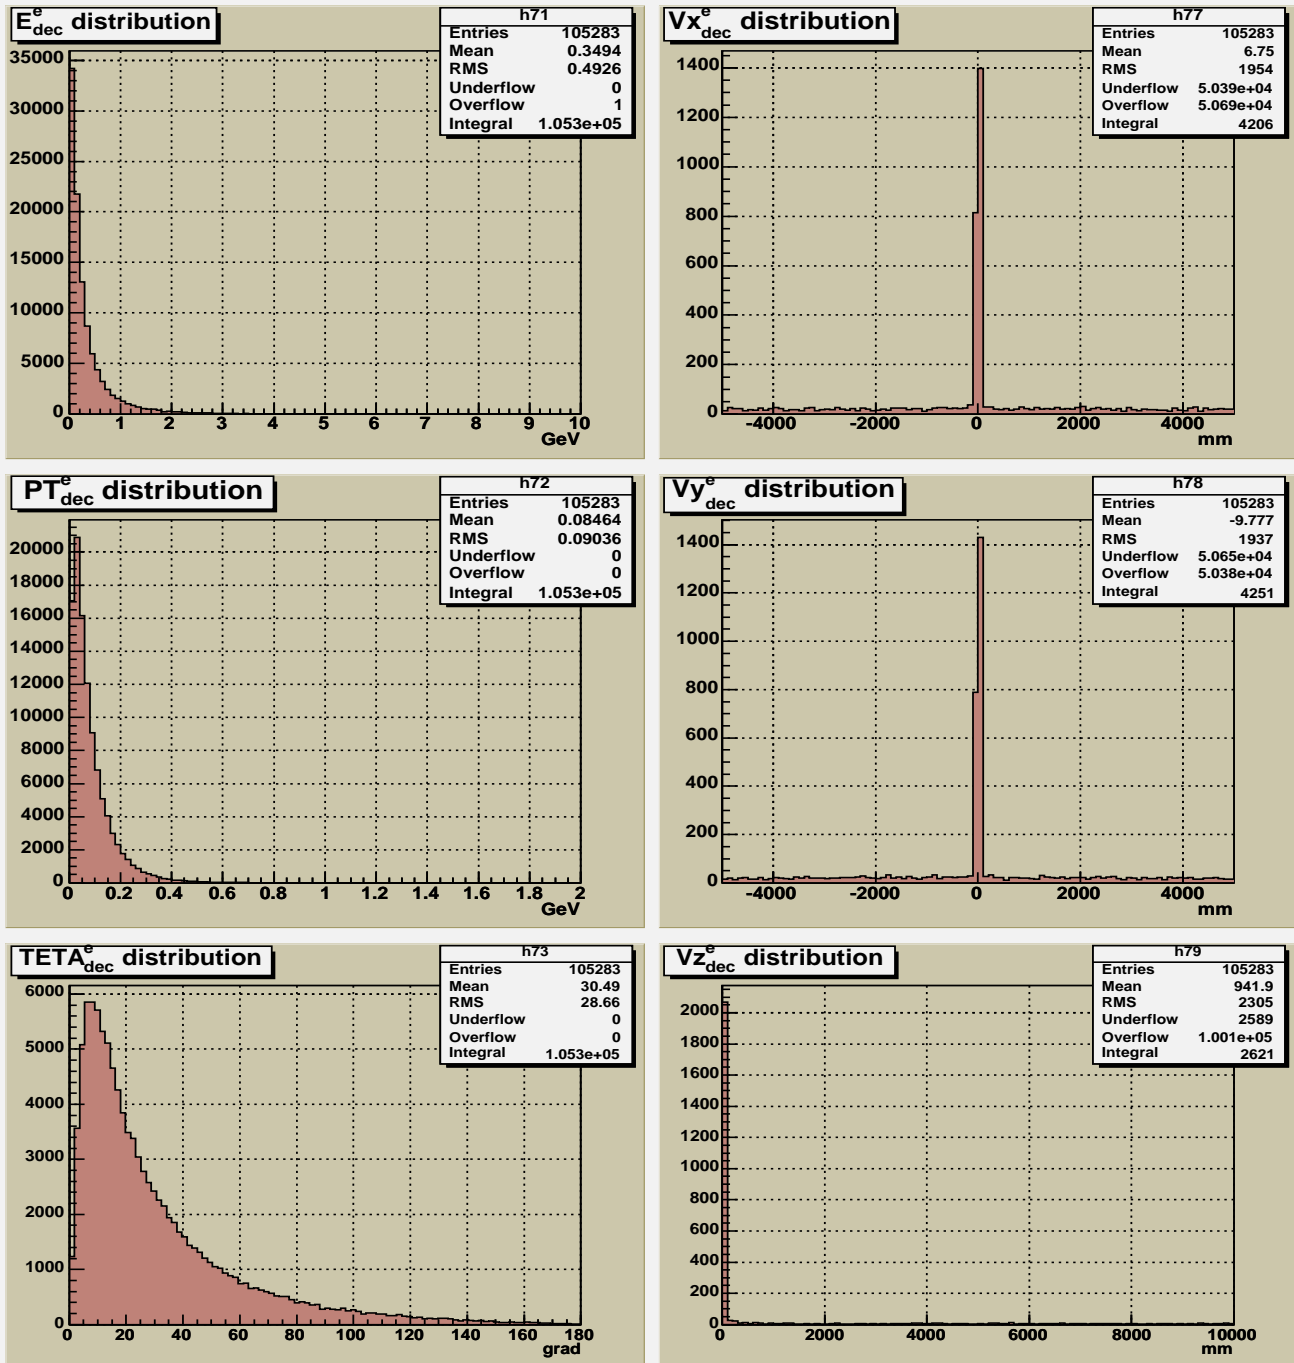 E^e_dec distribution
h71
Entries 105283
Mean 0.3494
RMS 0.4926
Underflow 0
Overflow 1
Integral 1.053e+05
35000
30000
25000
20000
15000
10000
5000
0
0 1 2 3 4 5 6 7 8 9 10
GeV
Vx^e_dec distribution
h77
Entries 105283
Mean 6.75
RMS 1954
Underflow 5.039e+04
Overflow 5.069e+04
Integral 4206
1400
1200
1000
800
600
400
200
0
-4000 -2000 0 2000 4000
mm
PT^e_dec distribution
h72
Entries 105283
Mean 0.08464
RMS 0.09036
Underflow 0
Overflow 0
Integral 1.053e+05
20000
18000
16000
14000
12000
10000
8000
6000
4000
2000
0
0 0.2 0.4 0.6 0.8 1 1.2 1.4 1.6 1.8 2
GeV
Vy^e_dec distribution
h78
Entries 105283
Mean -9.777
RMS 1937
Underflow 5.065e+04
Overflow 5.038e+04
Integral 4251
1400
1200
1000
800
600
400
200
0
-4000 -2000 0 2000 4000
mm
TETA^e_dec distribution
h73
Entries 105283
Mean 30.49
RMS 28.66
Underflow 0
Overflow 0
Integral 1.053e+05
6000
5000
4000
3000
2000
1000
0
0 20 40 60 80 100 120 140 160 180
grad
Vz^e_dec distribution
h79
Entries 105283
Mean 941.9
RMS 2305
Underflow 2589
Overflow 1.001e+05
Integral 2621
2000
1800
1600
1400
1200
1000
800
600
400
200
0
0 2000 4000 6000 8000 10000
mm